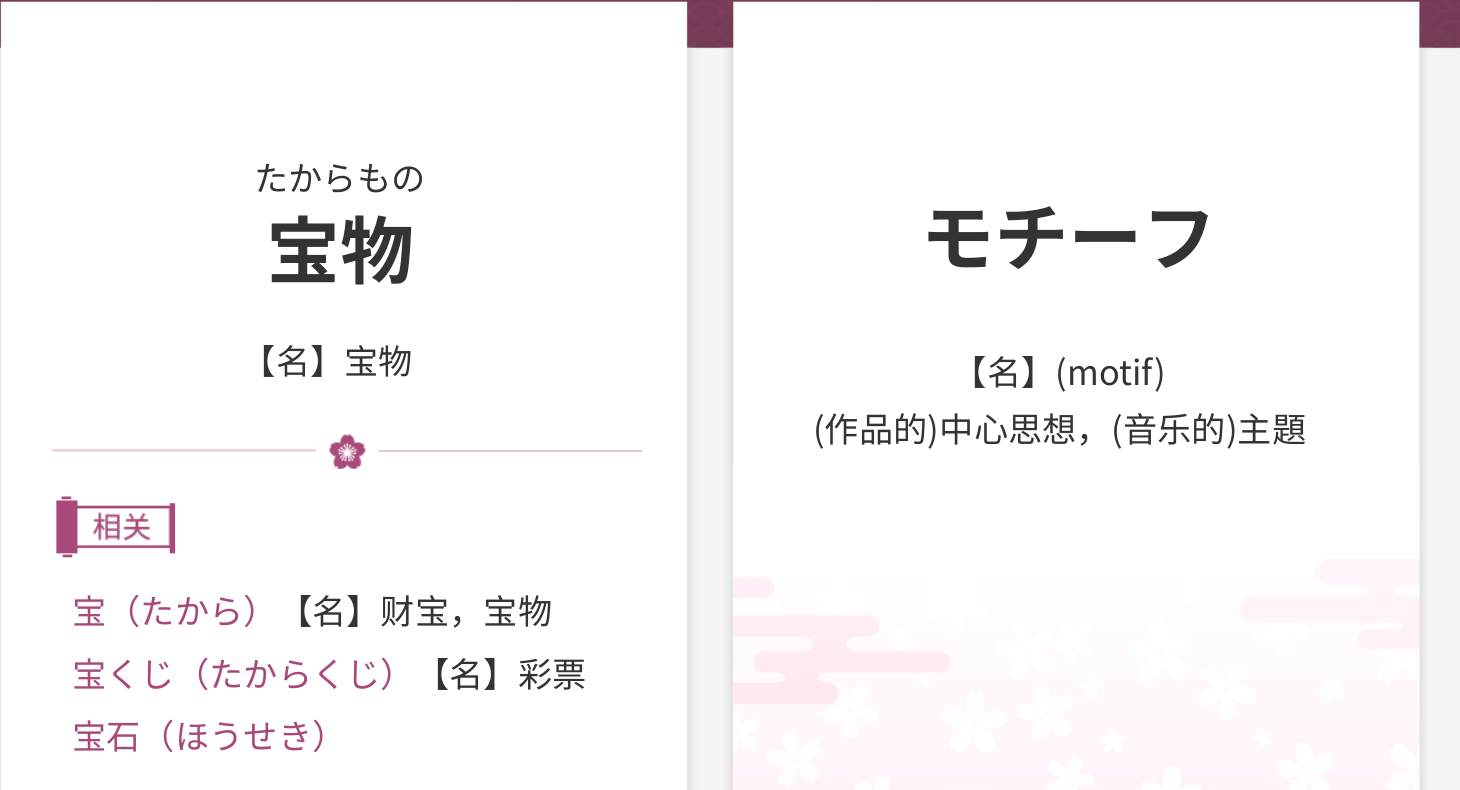 たからもの
宝物
【名】宝物
相关
宝（たから）【名】财宝，宝物
宝くじ（たからくじ）【名】彩票
宝石（ほうせき）
モチーフ
【名】(motif)
(作品的)中心思想，(音乐的)主題